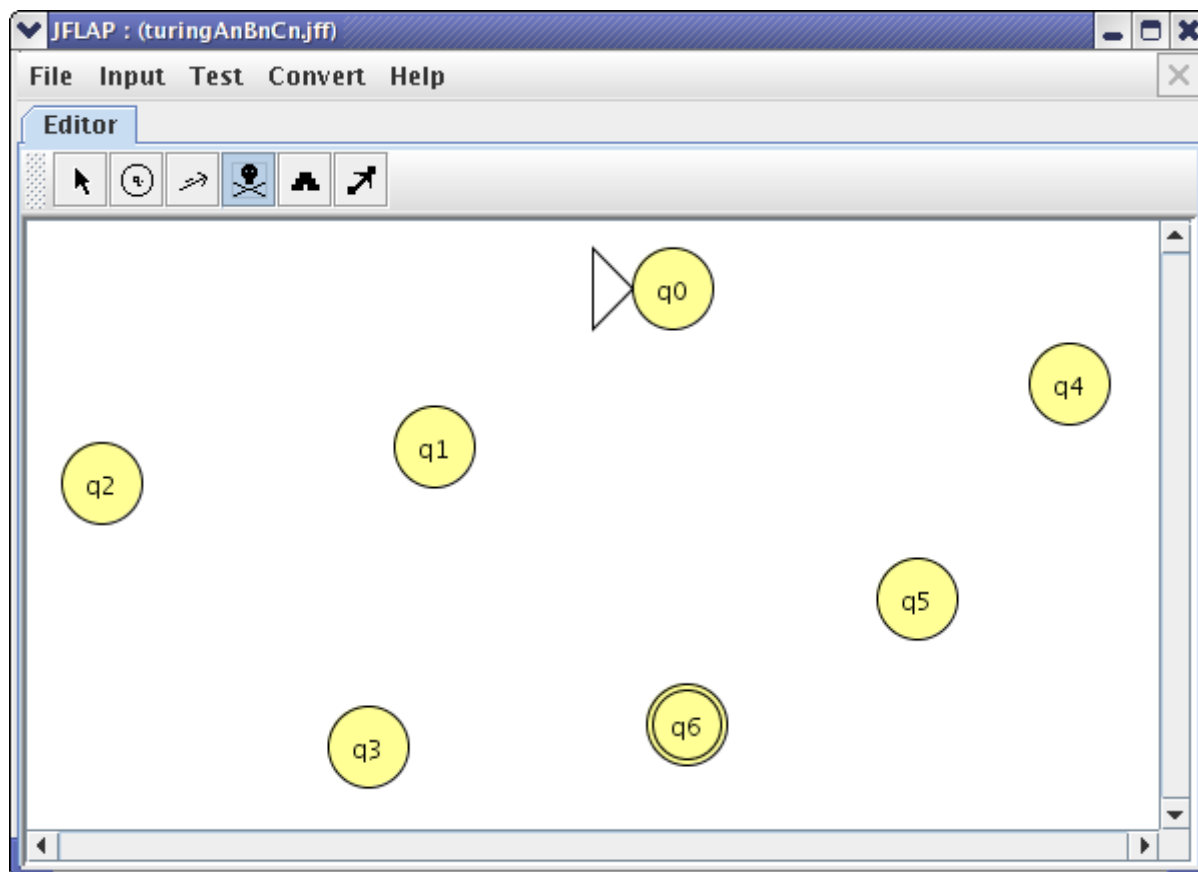 JFLAP : (turingAnBnCn.jff)
File Input Test Convert Help
Editor
q
q0
q4
q1
q2
q5
q6
q3